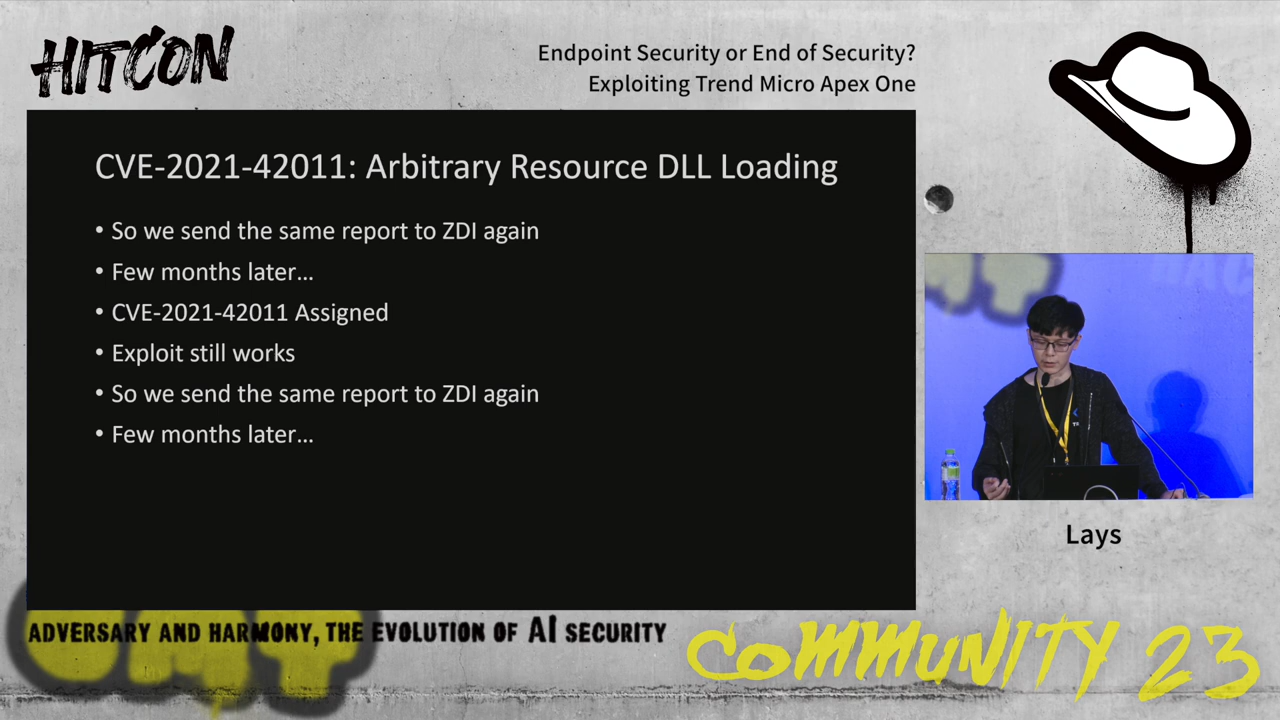 HITCON
Endpoint Security or End of Security?
Exploiting Trend Micro Apex One
CVE-2021-42011: Arbitrary Resource DLL Loading
• So we send the same report to ZDI again
• Few months later…
• CVE-2021-42011 Assigned
• Exploit still works
• So we send the same report to ZDI again
• Few months later…
HAC
Lays
ADVERSARY AND HARMONY, THE EVOLUTION OF AI SECURITY
COMMUNITY 23